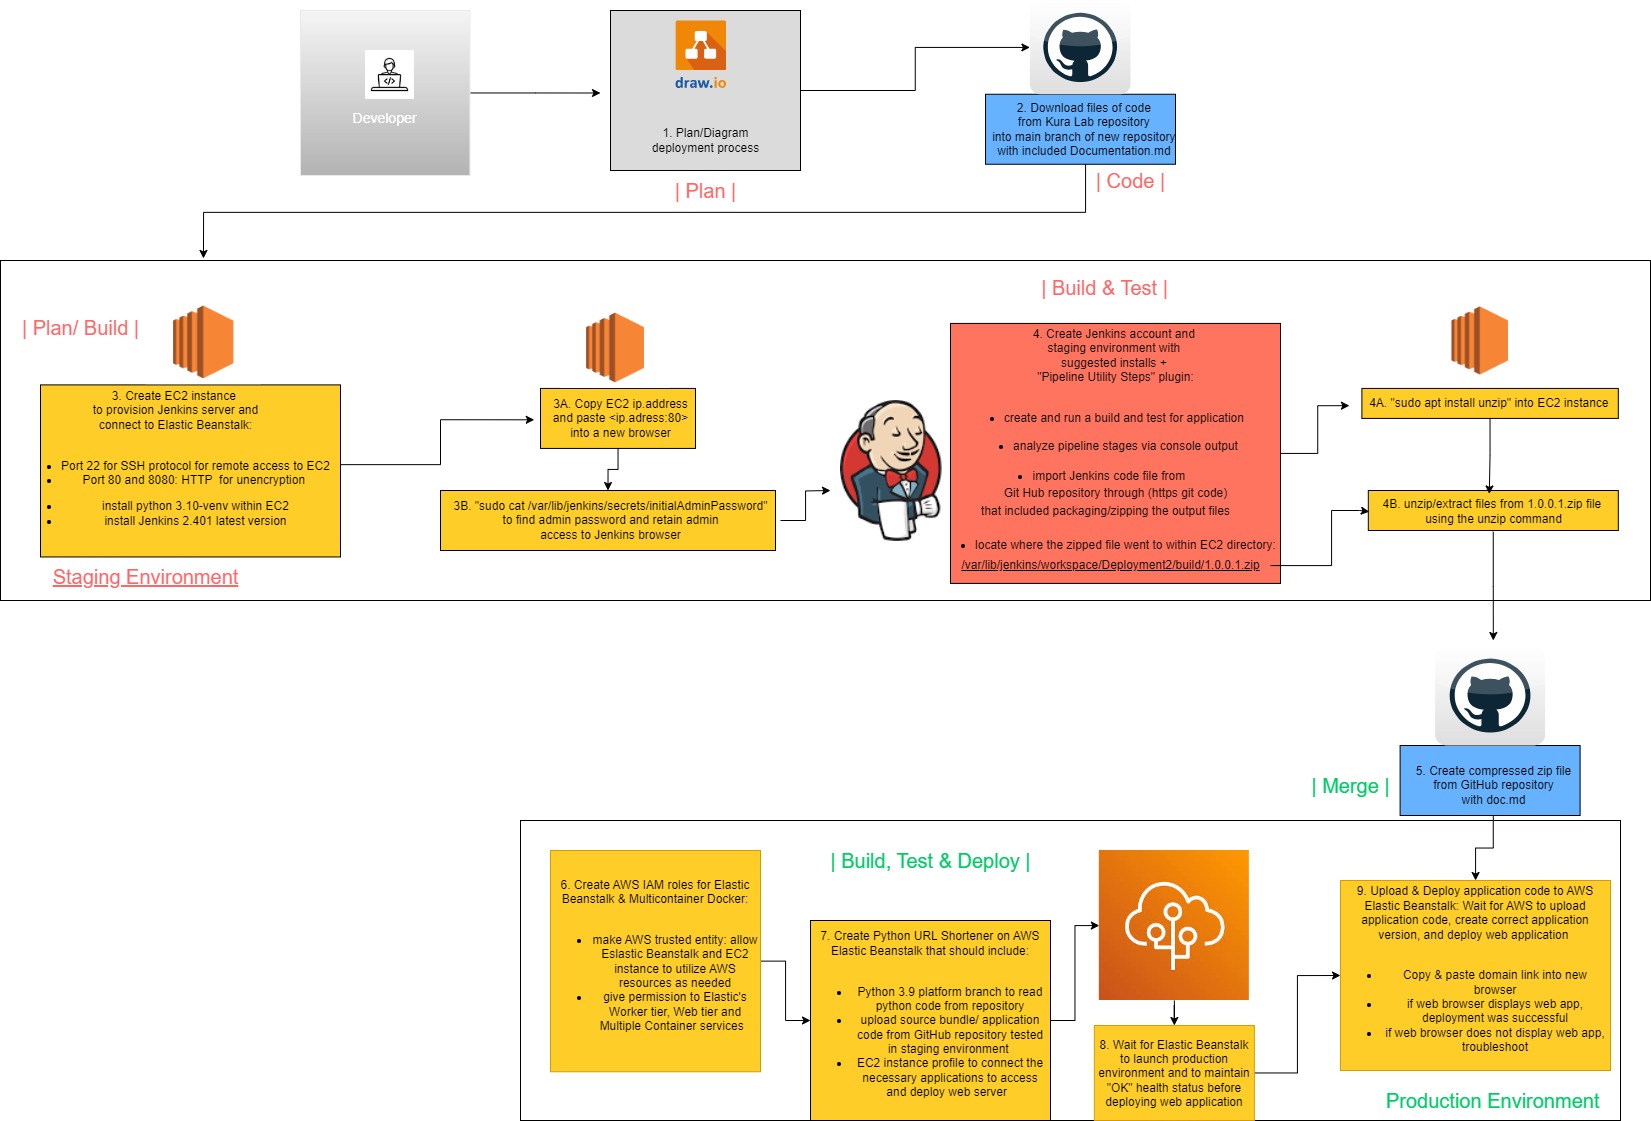 Developer
draw.io
1. Plan/Diagram
deployment process
| Plan |
2. Download files of code
from Kura Lab repository
into main branch of new repository
with included Documentation.md
| Code |
| Plan/ Build |
3. Create EC2 instance
to provision Jenkins server and
connect to Elastic Beanstalk:
• Port 22 for SSH protocol for remote access to EC2
• Port 80 and 8080: HTTP for unencryption
• install python 3.10-venv within EC2
• install Jenkins 2.401 latest version
Staging Environment
3A. Copy EC2 ip.address
and paste <ip.adress:80>
into a new browser
3B. "sudo cat /var/lib/jenkins/secrets/initialAdminPassword"
to find admin password and retain admin
access to Jenkins browser
| Build & Test |
4. Create Jenkins account and
staging environment with
suggested installs +
"Pipeline Utility Steps" plugin:
• create and run a build and test for application
• analyze pipeline stages via console output
• import Jenkins code file from
Git Hub repository through (https git code)
that included packaging/zipping the output files
• locate where the zipped file went to within EC2 directory:
/var/lib/jenkins/workspace/Deployment2/build/1.0.0.1.zip
4A. "sudo apt install unzip" into EC2 instance
4B. unzip/extract files from 1.0.0.1.zip file
using the unzip command
| Merge |
5. Create compressed zip file
from GitHub repository
with doc.md
| Build, Test & Deploy |
6. Create AWS IAM roles for Elastic
Beanstalk & Multicontainer Docker:
• make AWS trusted entity: allow
Eslastic Beanstalk and EC2
instance to utilize AWS
resources as needed
• give permission to Elastic's
Worker tier, Web tier and
Multiple Container services
7. Create Python URL Shortener on AWS
Elastic Beanstalk that should include:
• Python 3.9 platform branch to read
python code from repository
• upload source bundle/ application
code from GitHub repository tested
in staging environment
• EC2 instance profile to connect the
necessary applications to access
and deploy web server
8. Wait for Elastic Beanstalk
to launch production
environment and to maintain
"OK" health status before
deploying web application
9. Upload & Deploy application code to AWS
Elastic Beanstalk: Wait for AWS to upload
application code, create correct application
version, and deploy web application
• Copy & paste domain link into new
browser
• if web browser displays web app,
deployment was successful
• if web browser does not display web app,
troubleshoot
Production Environment